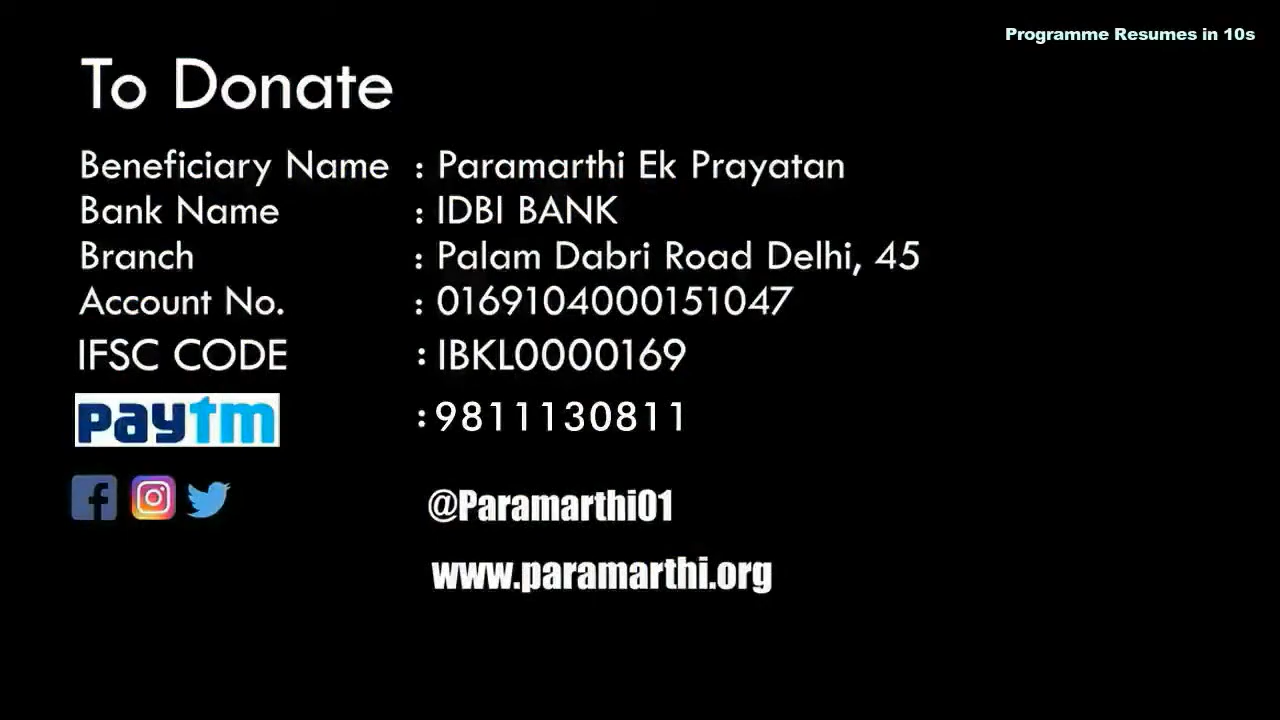 Programme Resumes in 10s
To Donate
Beneficiary Name : Paramarthi Ek Prayatan
Bank Name : IDBI BANK
Branch : Palam Dabri Road Delhi, 45
Account No. : 0169104000151047
IFSC CODE : IBKL0000169
paytm : 9811130811
@Paramarthi01
www.paramarthi.org